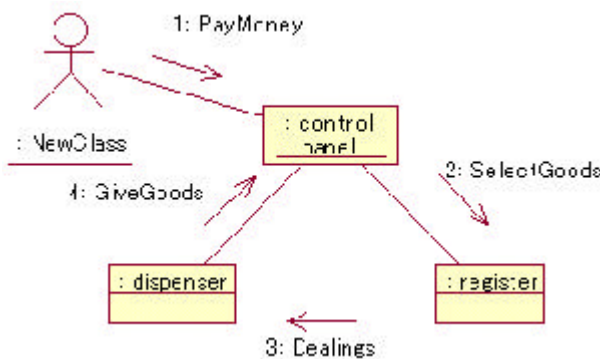 1: PayMoney
: NewClass
: control
panel
2: SelectGoods
4: GiveGoods
: dispenser
: register
3: Dealings